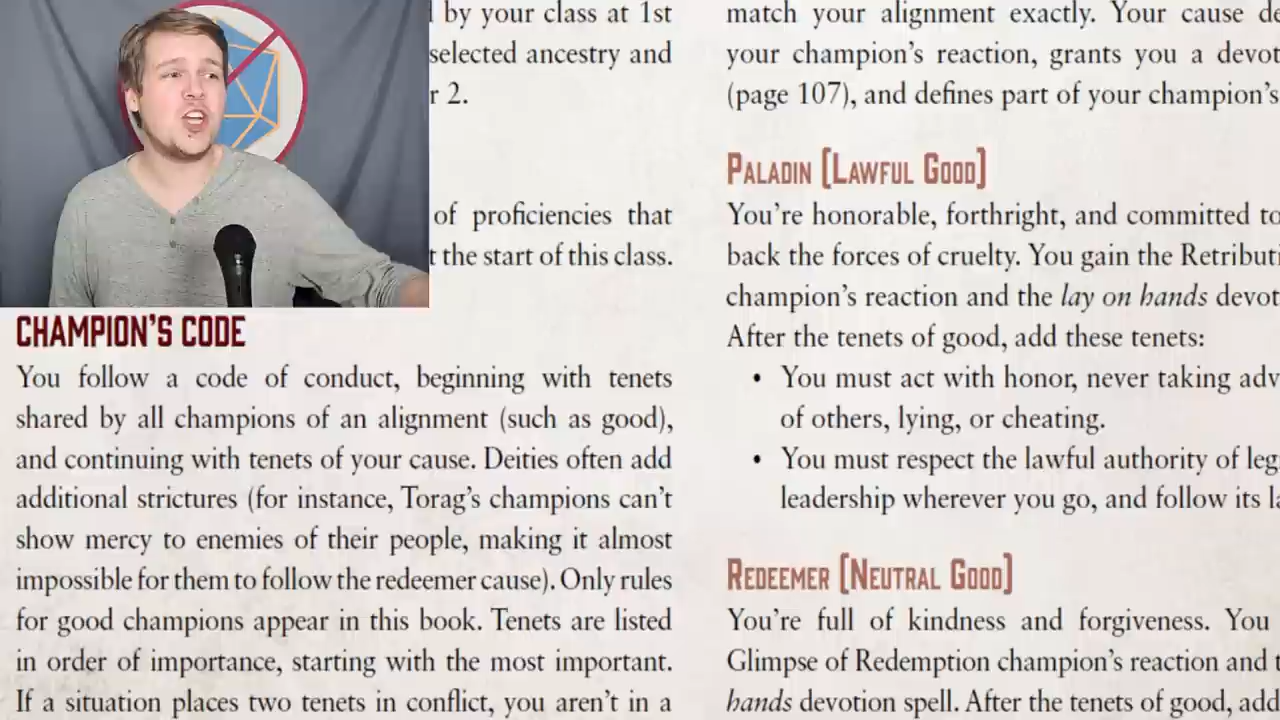 by your class at 1st
selected ancestry and
r 2.
of proficiencies that
t the start of this class.
CHAMPION'S CODE
You follow a code of conduct, beginning with tenets
shared by all champions of an alignment (such as good),
and continuing with tenets of your cause. Deities often add
additional strictures (for instance, Torag's champions can't
show mercy to enemies of their people, making it almost
impossible for them to follow the redeemer cause). Only rules
for good champions appear in this book. Tenets are listed
in order of importance, starting with the most important.
If a situation places two tenets in conflict, you aren't in a
match your alignment exactly. Your cause de
your champion's reaction, grants you a devot
(page 107), and defines part of your champion's
PALADIN [LAWFUL GOOD]
You're honorable, forthright, and committed to
back the forces of cruelty. You gain the Retributi
champion's reaction and the lay on hands devot
After the tenets of good, add these tenets:
• You must act with honor, never taking adv
of others, lying, or cheating.
• You must respect the lawful authority of legi
leadership wherever you go, and follow its la
REDEEMER [NEUTRAL GOOD]
You're full of kindness and forgiveness. You
Glimpse of Redemption champion's reaction and t
hands devotion spell. After the tenets of good, add